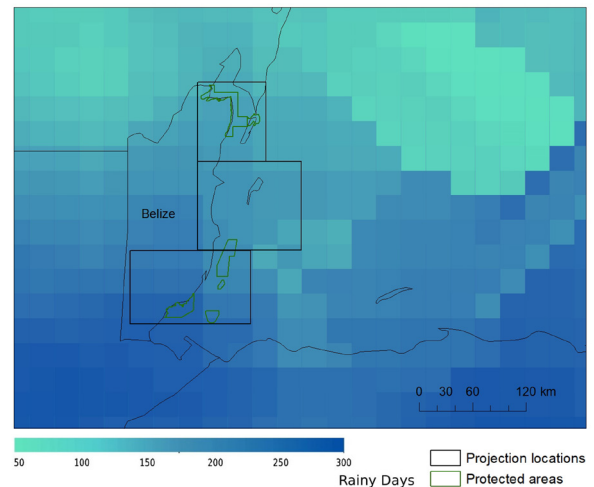 Belize
0 30 60 120 km
50 100 150 200 250 300
Rainy Days
Projection locations
Protected areas